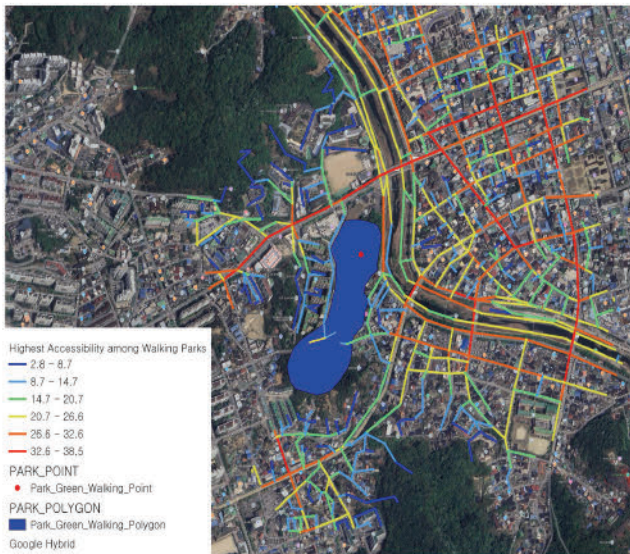 Highest Accessibility among Walking Parks
2.8 - 8.7
8.7 - 14.7
14.7 - 20.7
20.7 - 26.6
26.6 - 32.6
32.6 - 38.5
PARK_POINT
Park_Green_Walking_Point
PARK_POLYGON
Park_Green_Walking_Polygon
Google Hybrid